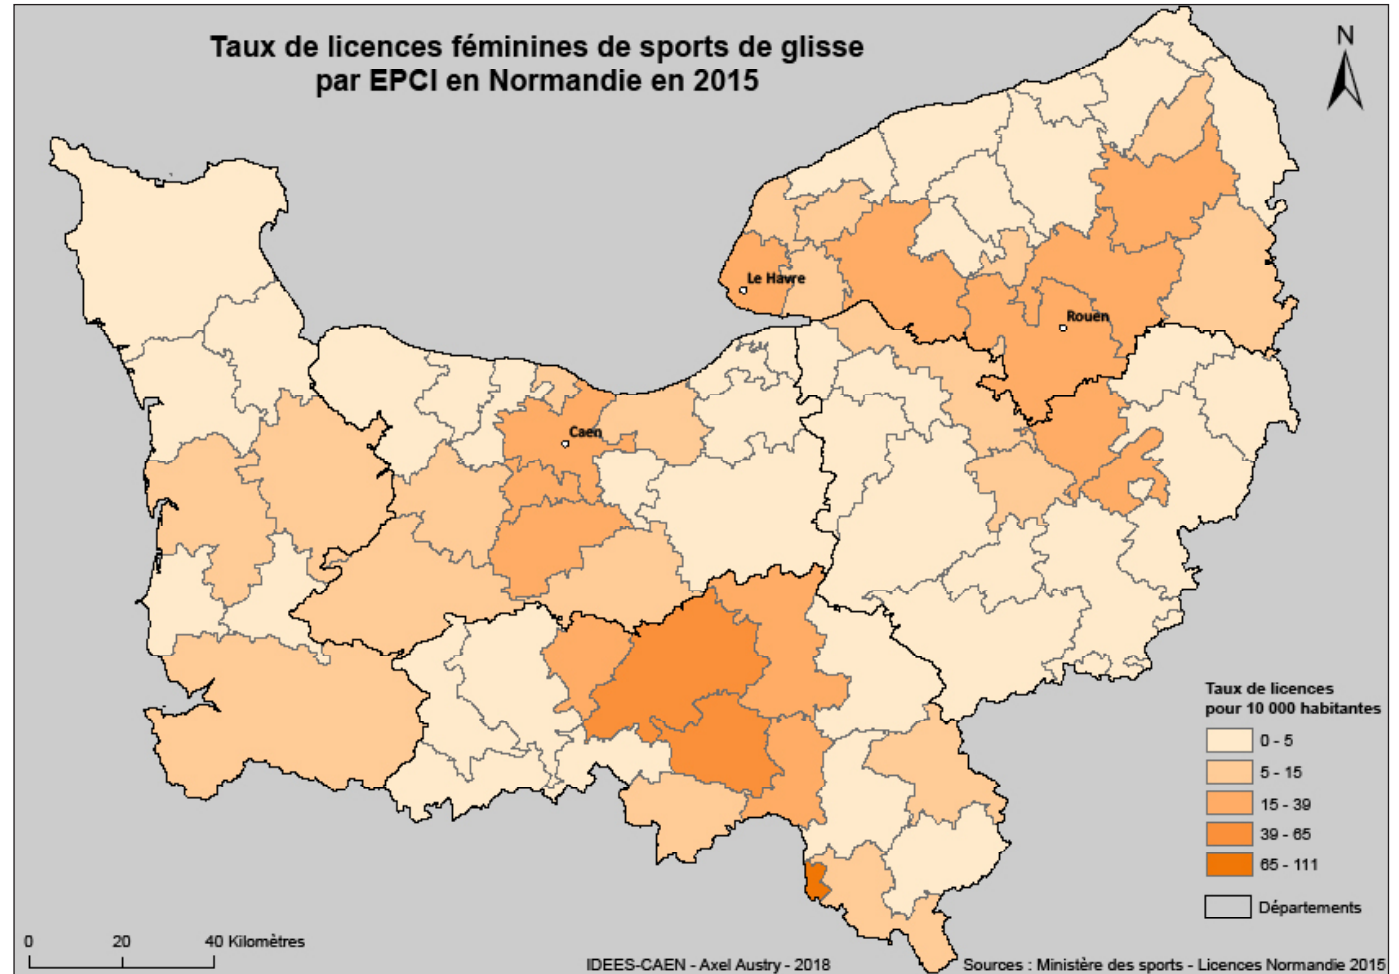 Taux de licences féminines de sports de glisse
par EPCI en Normandie en 2015
N
Le Havre
Rouen
Caen
Taux de licences
pour 10 000 habitantes
0 - 5
5 - 15
15 - 39
39 - 65
65 - 111
Départements
0 20 40 Kilomètres
IDEES-CAEN - Axel Austry - 2018
Sources : Ministère des sports - Licences Normandie 2015